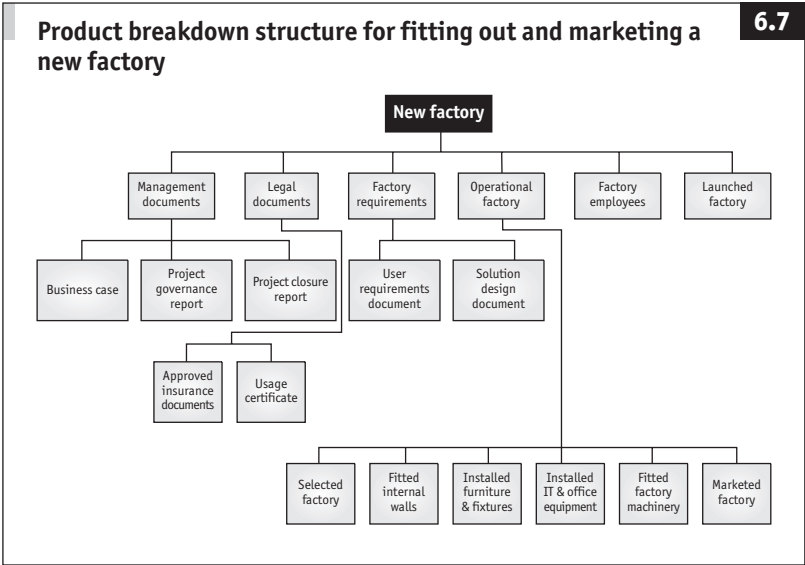 6.7
Product breakdown structure for fitting out and marketing a
new factory
New factory
Management
documents
Legal
documents
Factory
requirements
Operational
factory
Factory
employees
Launched
factory
Business case
Project
governance
report
Project closure
report
User
requirements
document
Solution
design
document
Approved
insurance
documents
Usage
certificate
Selected
factory
Fitted
internal
walls
Installed
furniture
& fixtures
Installed
IT & office
equipment
Fitted
factory
machinery
Marketed
factory